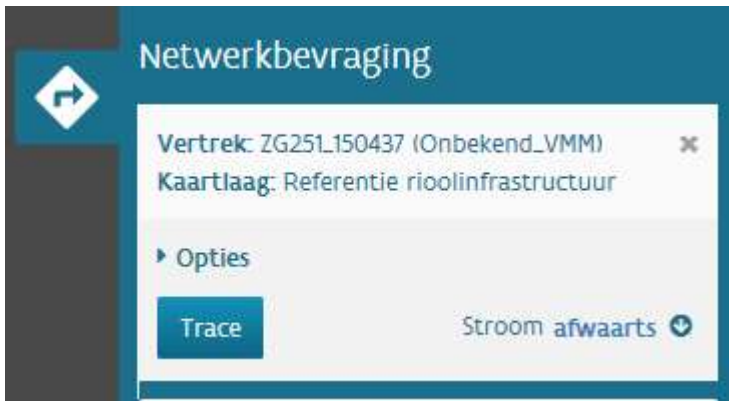 Netwerkbevraging
Vertrek: ZG251_150437 (Onbekend_VMM)
Kaartlaag: Referentie rioolinfrastructuur
Opties
Trace
Stroom afwaarts